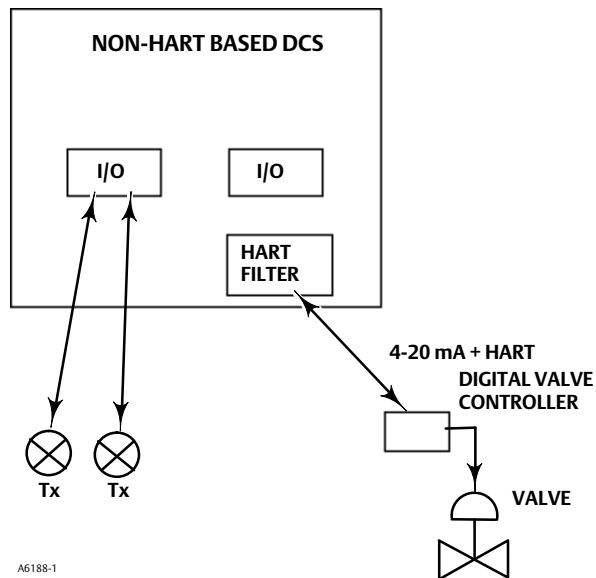 NON-HART BASED DCS
I/O
I/O
HART
FILTER
4-20 mA + HART
DIGITAL VALVE
CONTROLLER
Tx
Tx
VALVE
A6188-1